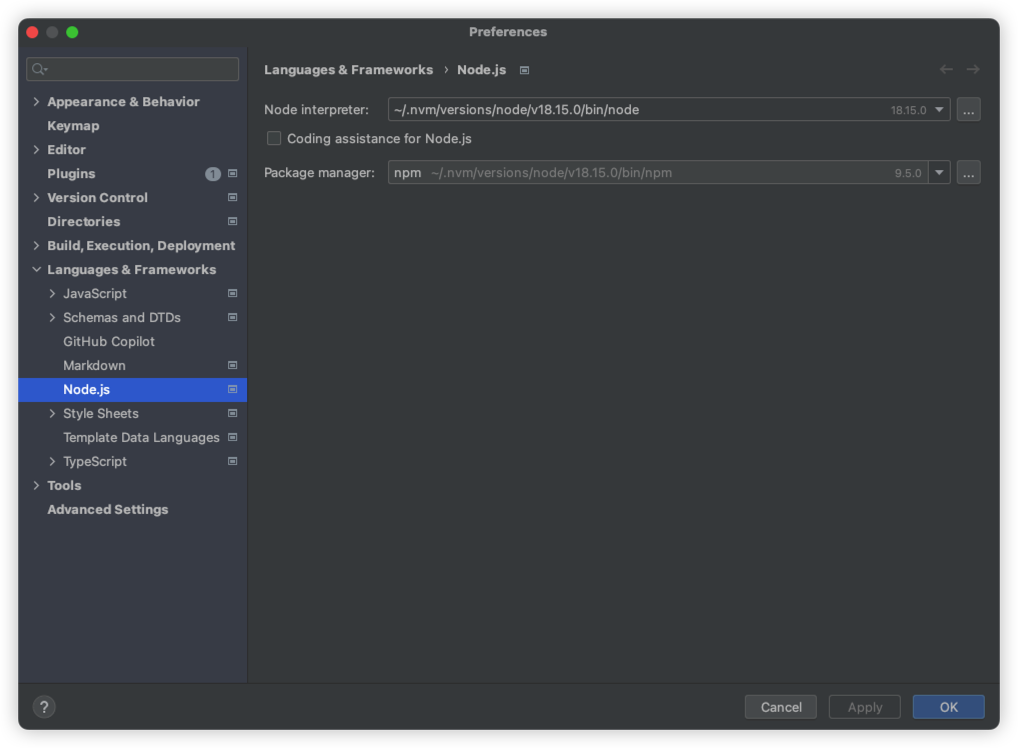 Preferences
Appearance & Behavior
Keymap
Editor
Plugins 1
Version Control
Directories
Build, Execution, Deployment
Languages & Frameworks
JavaScript
Schemas and DTDs
GitHub Copilot
Markdown
Node.js
Style Sheets
Template Data Languages
TypeScript
Tools
Advanced Settings
Languages & Frameworks › Node.js
Node interpreter: ~/.nvm/versions/node/v18.15.0/bin/node 18.15.0 ...
Coding assistance for Node.js
Package manager: npm ~/.nvm/versions/node/v18.15.0/bin/npm 9.5.0 ...
? Cancel Apply OK